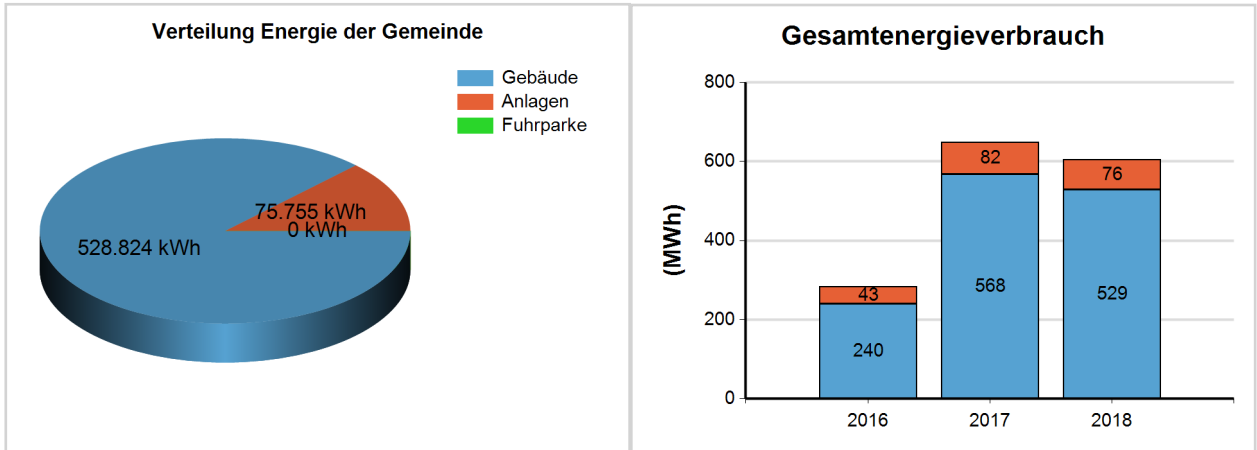 Verteilung Energie der Gemeinde
Gebäude
Anlagen
Fuhrparke
75.755 kWh
0 kWh
528.824 kWh
Gesamtenergieverbrauch
(MWh)
800
600
400
200
0
43
240
82
568
76
529
2016
2017
2018